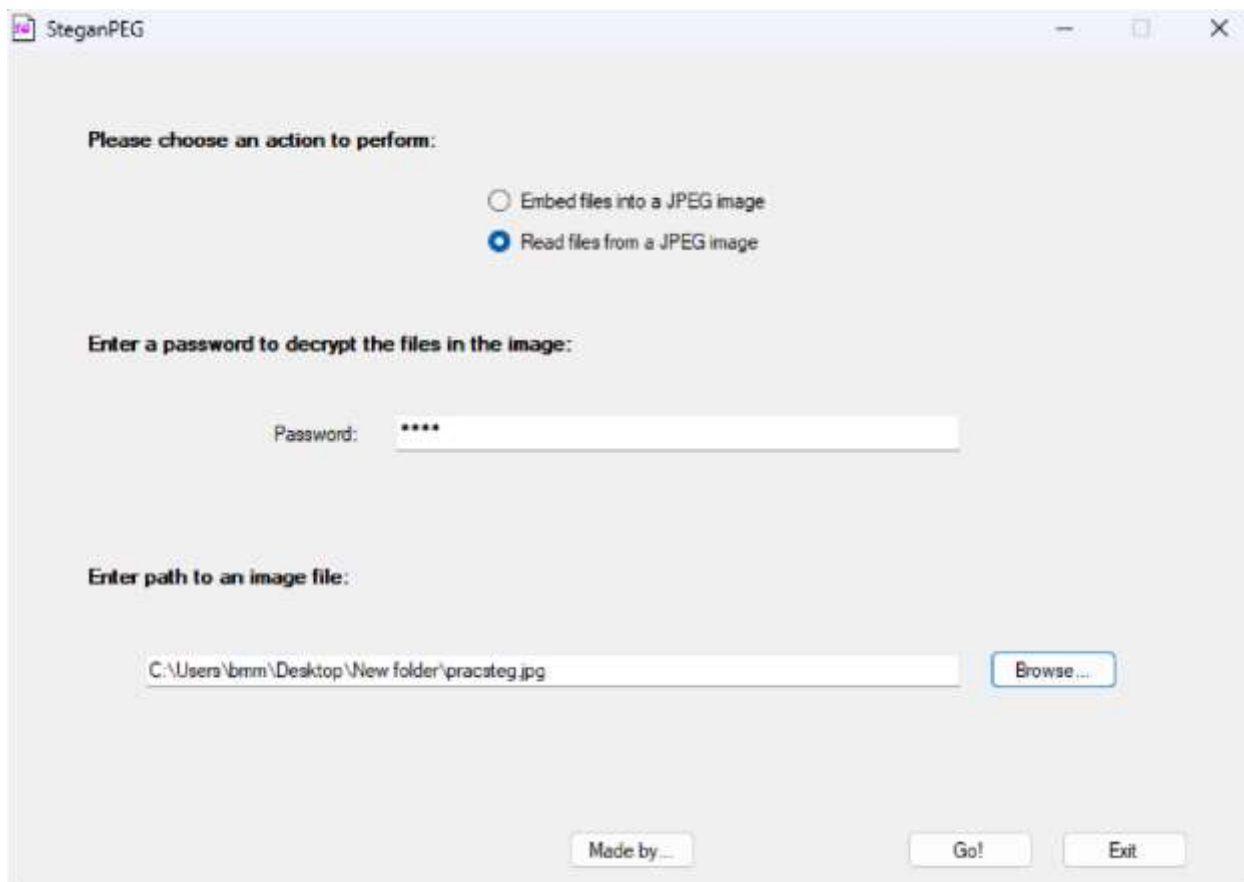 SteganPEG
Please choose an action to perform:
Embed files into a JPEG image
Read files from a JPEG image
Enter a password to decrypt the files in the image:
Password: ••••
Enter path to an image file:
C:\Users\bmm\Desktop\New folder\pracsteg.jpg Browse...
Made by... Go! Exit